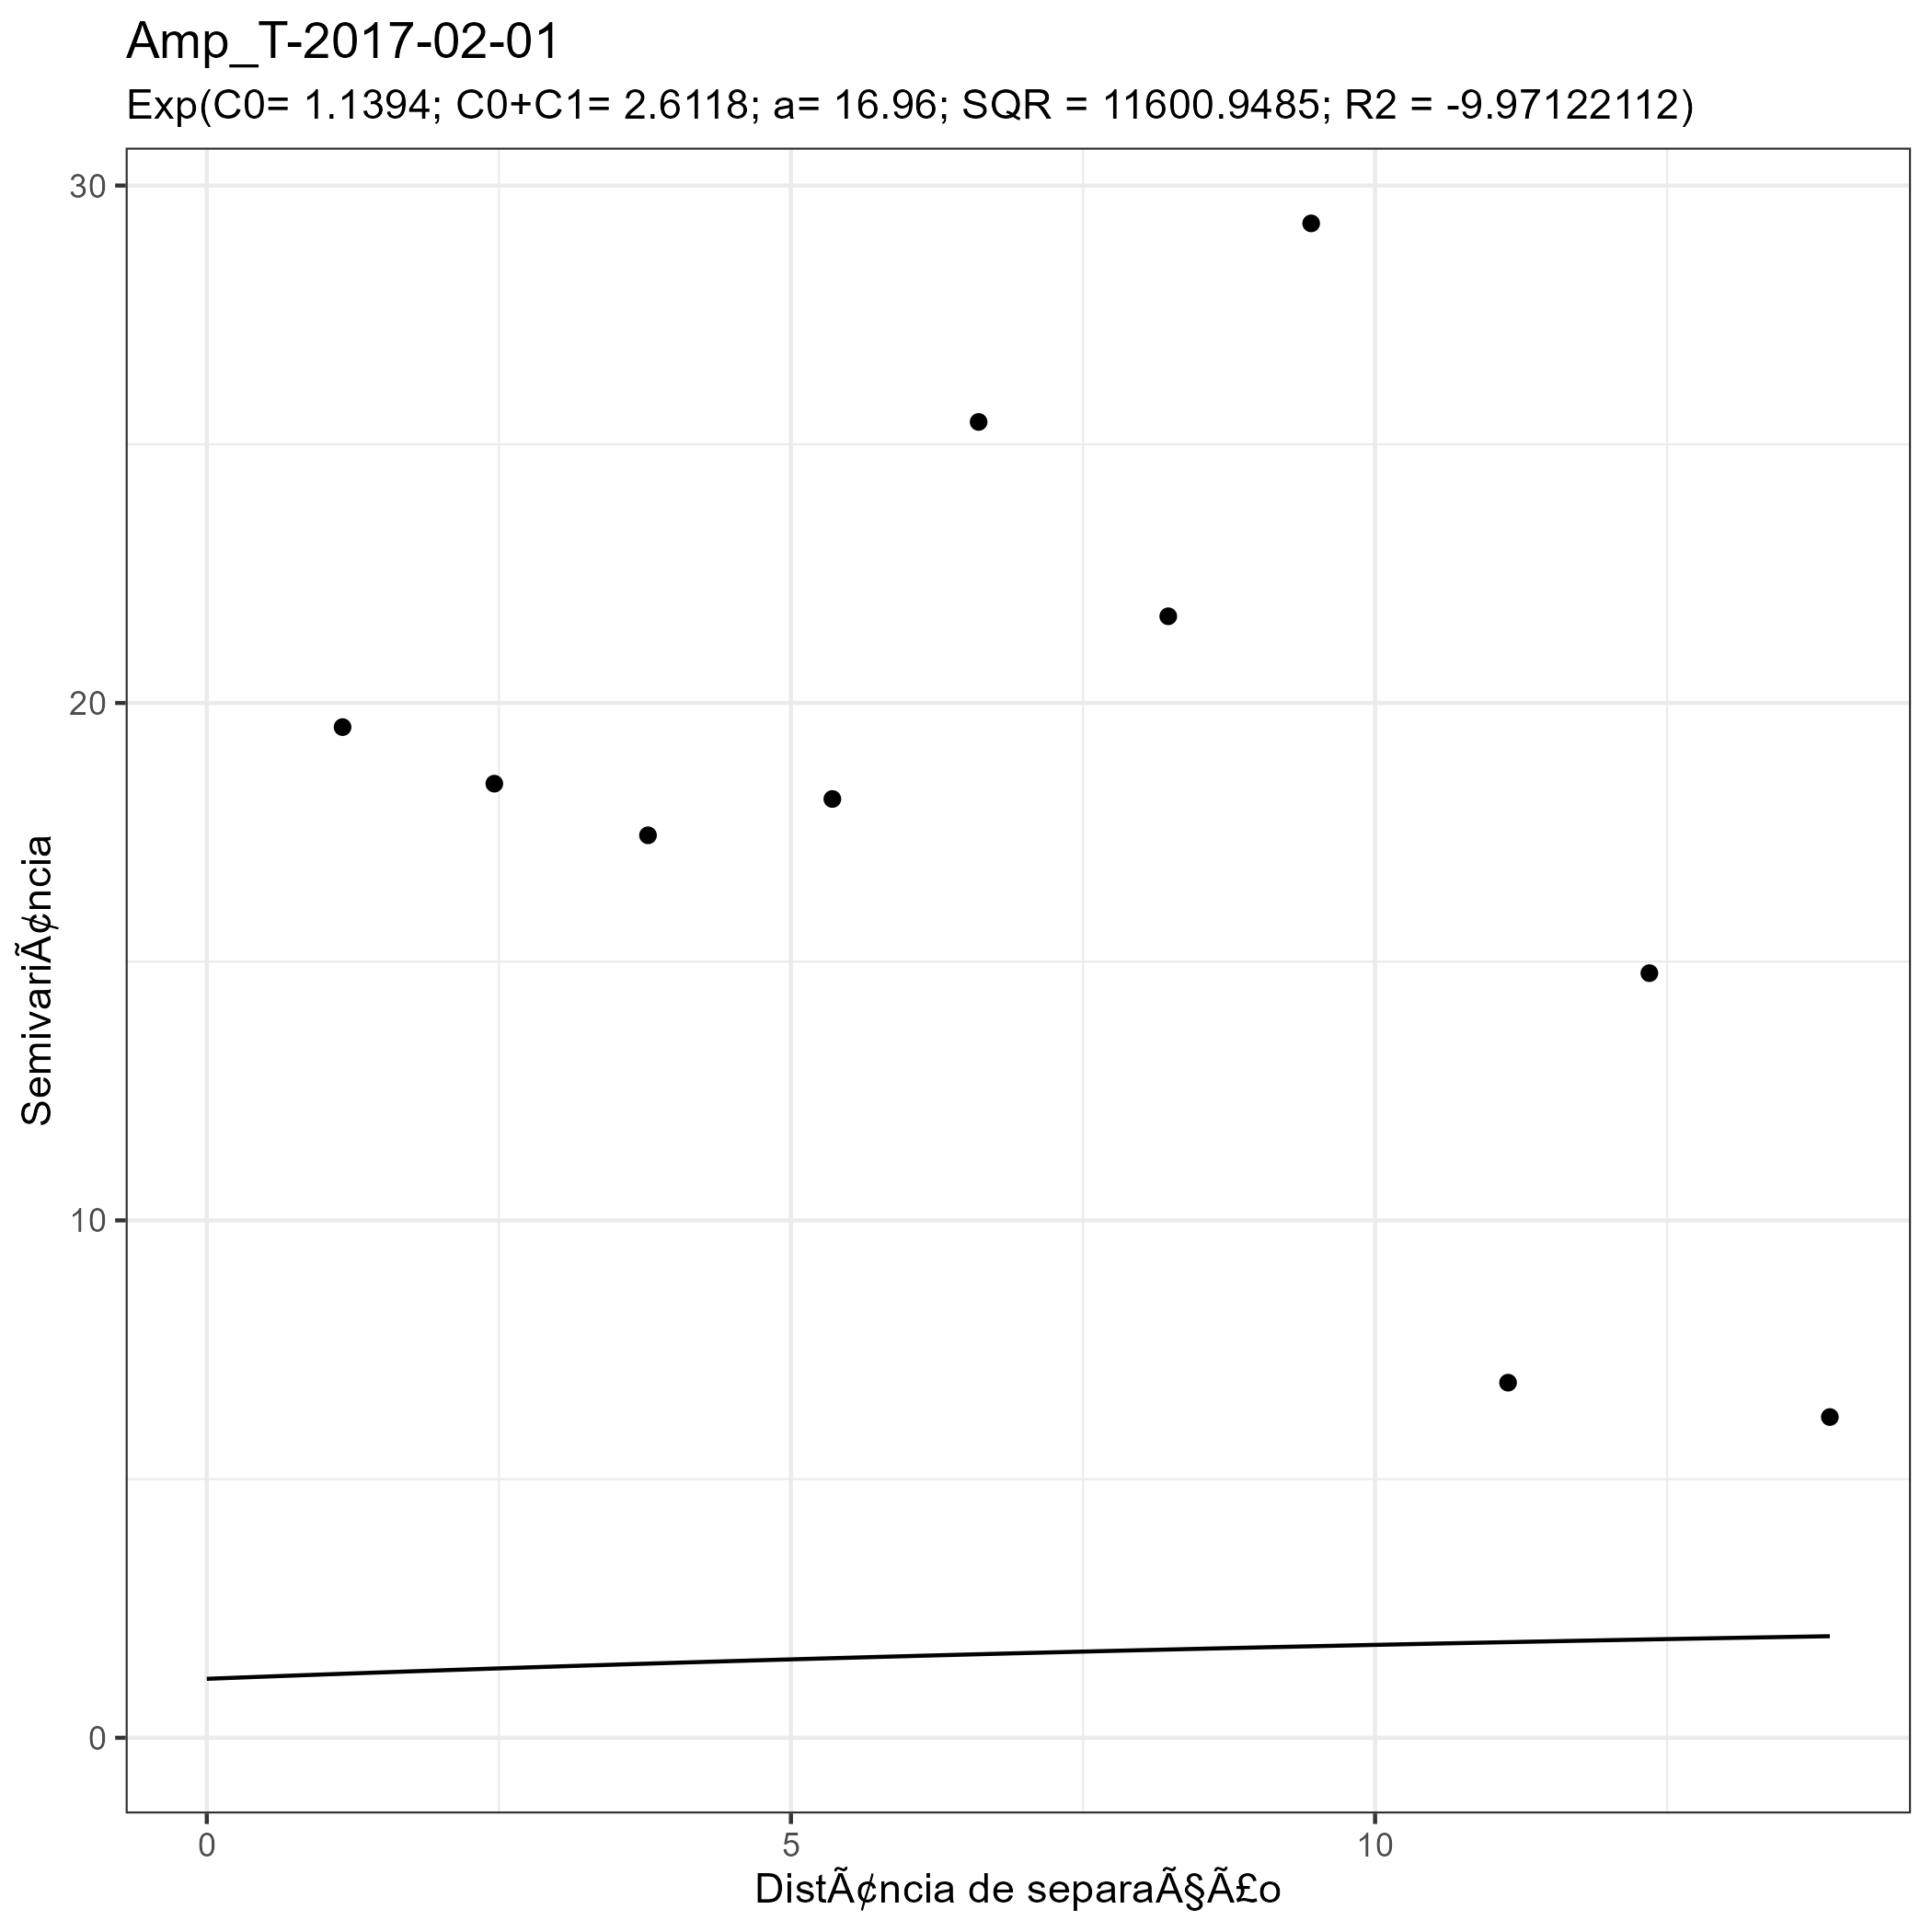 Amp_T-2017-02-01
Exp(C0= 1.1394; C0+C1= 2.6118; a= 16.96; SQR = 11600.9485; R2 = -9.97122112)
30
20
10
0
SemivariÃ¢ncia
0
5
10
DistÃ¢ncia de separaÃ§Ã£o